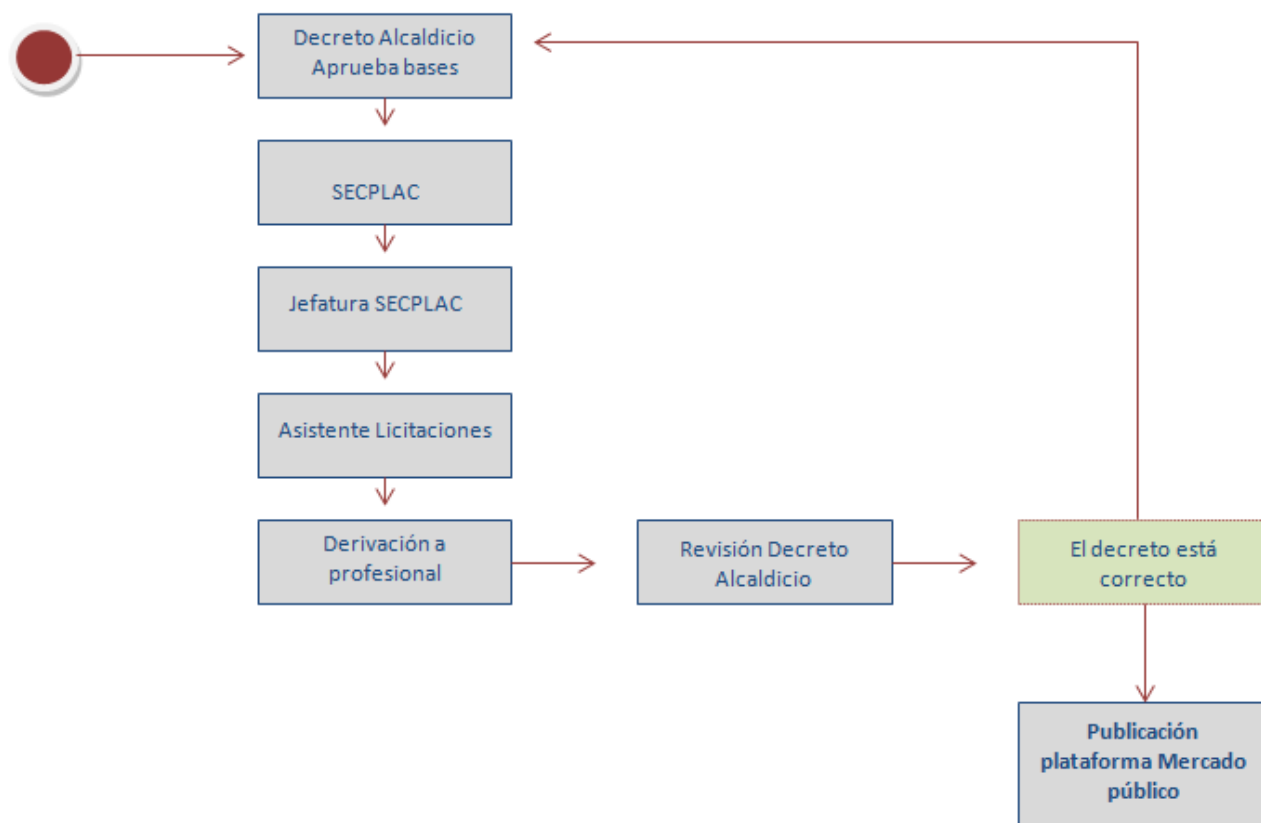 Decreto Alcaldicio
Aprueba bases
SECPLAC
Jefatura SECPLAC
Asistente Licitaciones
Derivación a
profesional
Revisión Decreto
Alcaldicio
El decreto está
correcto
Publicación
plataforma Mercado
público